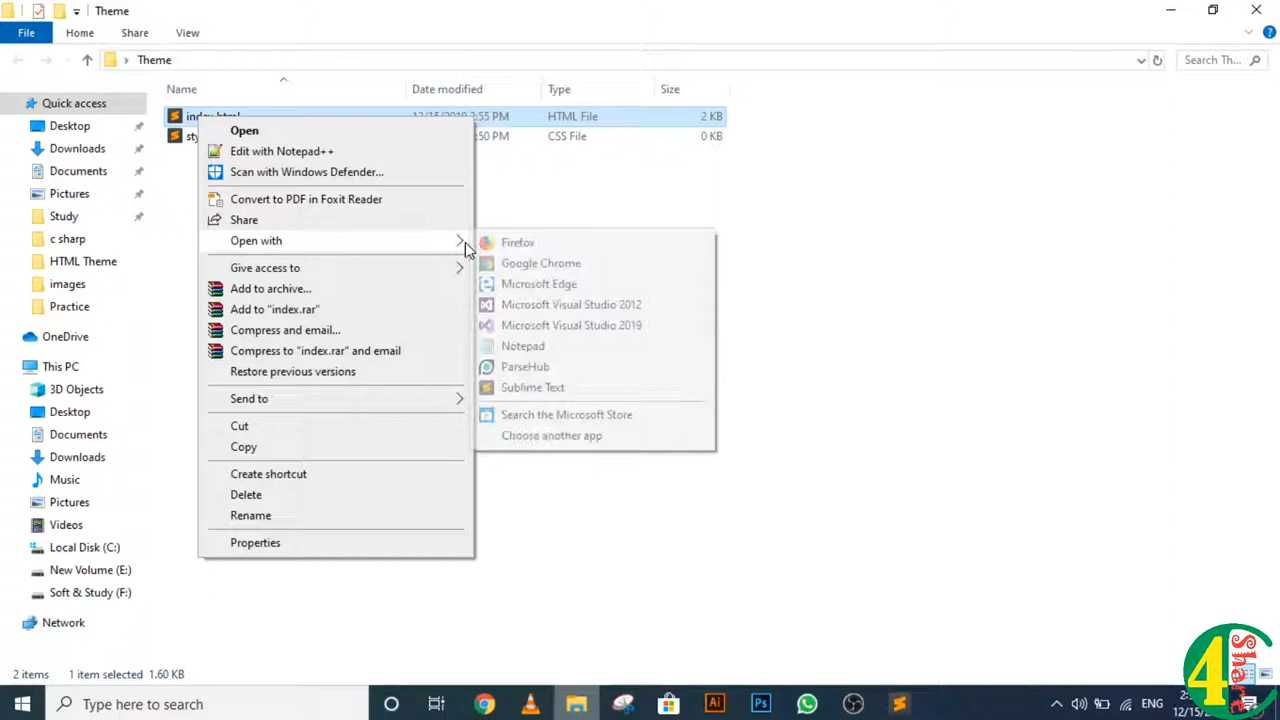 Theme
File Home Share View
Theme
Search Th...
Name Date modified Type Size
Quick access
Desktop
Downloads
Documents
Pictures
Study
c sharp
HTML Theme
images
Practice
OneDrive
This PC
3D Objects
Desktop
Documents
Downloads
Music
Pictures
Videos
Local Disk (C:)
New Volume (E:)
Soft & Study (F:)
Network
index.html HTML File 2 KB
CSS File 0 KB
Open
Edit with Notepad++
Scan with Windows Defender...
Convert to PDF in Foxit Reader
Share
Open with
Give access to
Add to archive...
Add to "index.rar"
Compress and email...
Compress to "index.rar" and email
Restore previous versions
Send to
Cut
Copy
Create shortcut
Delete
Rename
Properties
Firefox
Google Chrome
Microsoft Edge
Microsoft Visual Studio 2012
Microsoft Visual Studio 2019
Notepad
ParseHub
Sublime Text
Search the Microsoft Store
Choose another app
2 items 1 item selected 1.60 KB
Type here to search
Ai
Ps
ENG
4
Share